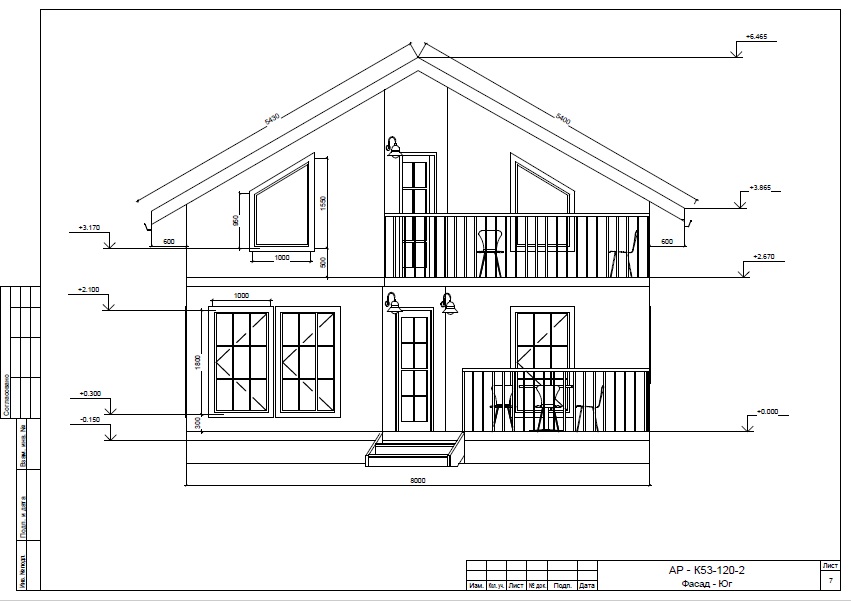 +6.465
5430
5400
+3.865
950
1550
+3.170
600
1000
500
600
+2.670
+2.100
1000
1800
+0.300
-0.150
300
+0.000
8000
Согласовано
Взам. инв. №
Подп. и дата
Инв. № подл.
АР - К53-120-2
Фасад - Юг
Изм. Кол. уч. Лист № док. Подп. Дата
Лист
7